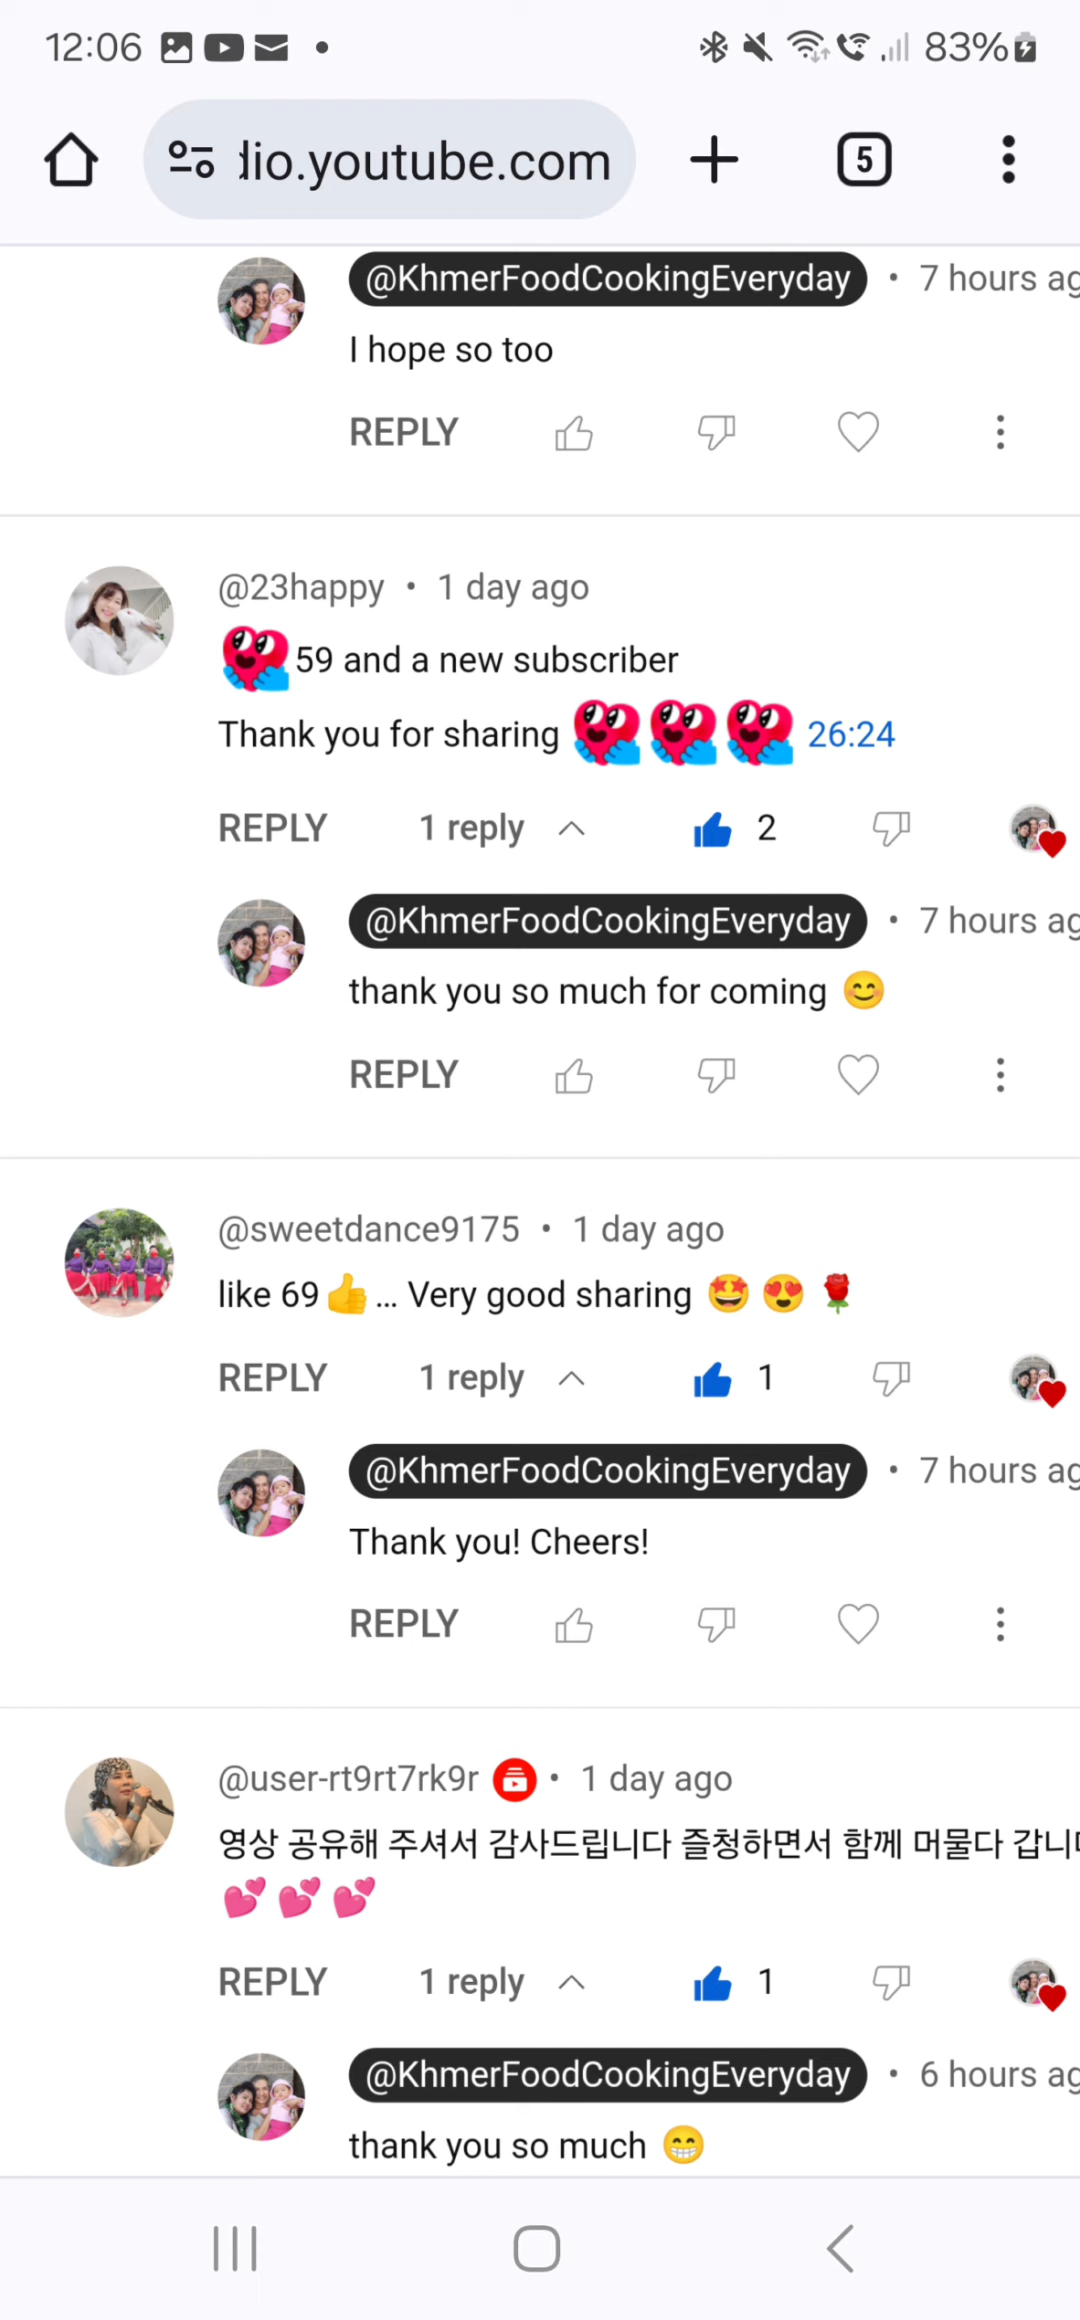 12:06
83%
dio.youtube.com
5
@KhmerFoodCookingEveryday • 7 hours ag
I hope so too
REPLY
@23happy • 1 day ago
59 and a new subscriber
Thank you for sharing 26:24
REPLY 1 reply 2
@KhmerFoodCookingEveryday • 7 hours ag
thank you so much for coming 😊
REPLY
@sweetdance9175 • 1 day ago
like 69👍... Very good sharing 🤩 😍 🌹
REPLY 1 reply 1
@KhmerFoodCookingEveryday • 7 hours ag
Thank you! Cheers!
REPLY
@user-rt9rt7rk9r • 1 day ago
영상 공유해 주셔서 감사드립니다 즐청하면서 함께 머물다 갑니다
💕 💕 💕
REPLY 1 reply 1
@KhmerFoodCookingEveryday • 6 hours ag
thank you so much 😁